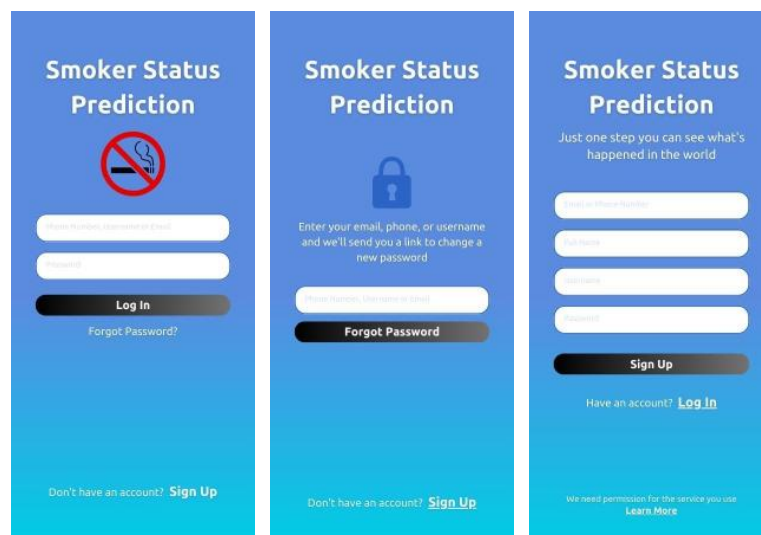 Smoker Status
Prediction
Phone Number, Username or Email
Password
Log In
Forgot Password?
Don't have an account? Sign Up
Smoker Status
Prediction
Enter your email, phone, or username
and we'll send you a link to change a
new password
Phone Number, Username or Email
Forgot Password
Don't have an account? Sign Up
Smoker Status
Prediction
Just one step you can see what's
happened in the world
Email or Phone Number
Full Name
Username
Password
Sign Up
Have an account? Log In
We need permission for the service you use
Learn More